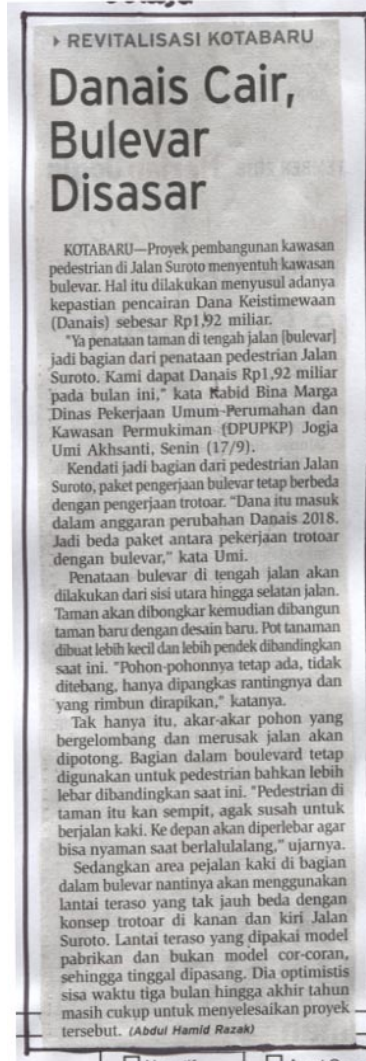 REVITALISASI KOTABARU
Danais Cair,
Bulevar
Disasar
KOTABARU—Proyek pembangunan kawasan
pedestrian di Jalan Suroto menyentuh kawasan
bulevar. Hal itu dilakukan menyusul adanya
kepastian pencairan Dana Keistimewaan
(Danais) sebesar Rp1,92 miliar.
"Ya penataan taman di tengah jalan [bulevar]
jadi bagian dari penataan pedestrian Jalan
Suroto. Kami dapat Danais Rp1,92 miliar
pada bulan ini," kata Kabid Bina Marga
Dinas Pekerjaan Umum-Perumahan dan
Kawasan Permukiman (DPUPKP) Jogja
Umi Akhsanti, Senin (17/9).
Kendati jadi bagian dari pedestrian Jalan
Suroto, paket pengerjaan bulevar tetap berbeda
dengan pengerjaan trotoar. "Dana itu masuk
dalam anggaran perubahan Danais 2018.
Jadi beda paket antara pekerjaan trotoar
dengan bulevar," kata Umi.
Penataan bulevar di tengah jalan akan
dilakukan dari sisi utara hingga selatan jalan.
Taman akan dibongkar kemudian dibangun
taman baru dengan desain baru. Pot tanaman
dibuat lebih kecil dan lebih pendek dibandingkan
saat ini. "Pohon-pohonnya tetap ada, tidak
ditebang, hanya dipangkas rantingnya dan
yang rimbun dirapikan," katanya.
Tak hanya itu, akar-akar pohon yang
bergelombang dan merusak jalan akan
dipotong. Bagian dalam boulevard tetap
digunakan untuk pedestrian bahkan lebih
lebar dibandingkan saat ini. "Pedestrian di
taman itu kan sempit, agak susah untuk
berjalan kaki. Ke depan akan diperlebar agar
bisa nyaman saat berlalulalang," ujarnya.
Sedangkan area pejalan kaki di bagian
dalam bulevar nantinya akan menggunakan
lantai teraso yang tak jauh beda dengan
konsep trotoar di kanan dan kiri Jalan
Suroto. Lantai teraso yang dipakai model
pabrikan dan bukan model cor-coran,
sehingga tinggal dipasang. Dia optimistis
sisa waktu tiga bulan hingga akhir tahun
masih cukup untuk menyelesaikan proyek
tersebut. (Abdul Hamid Razak)